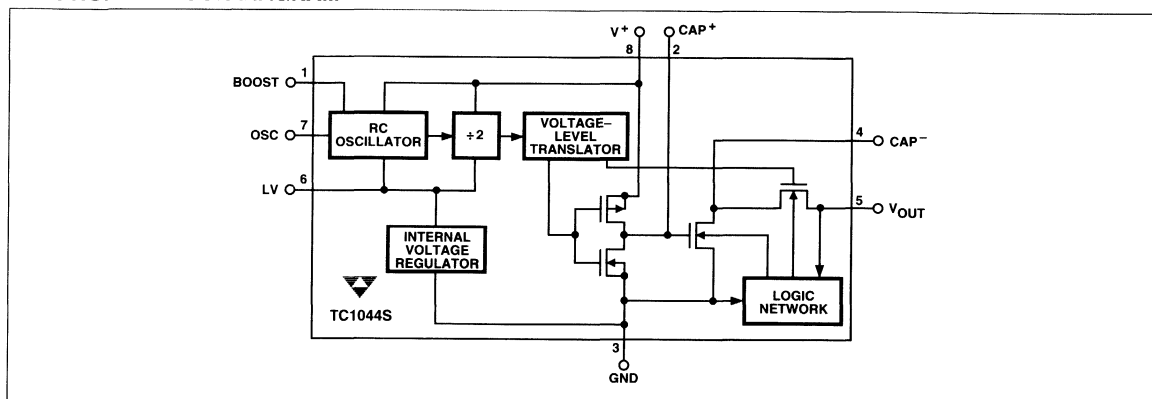 V+
CAP+
8
2
1
BOOST
7
OSC
RC
OSCILLATOR
÷2
VOLTAGE–
LEVEL
TRANSLATOR
4
CAP–
6
LV
5
VOUT
INTERNAL
VOLTAGE
REGULATOR
LOGIC
NETWORK
TC1044S
3
GND